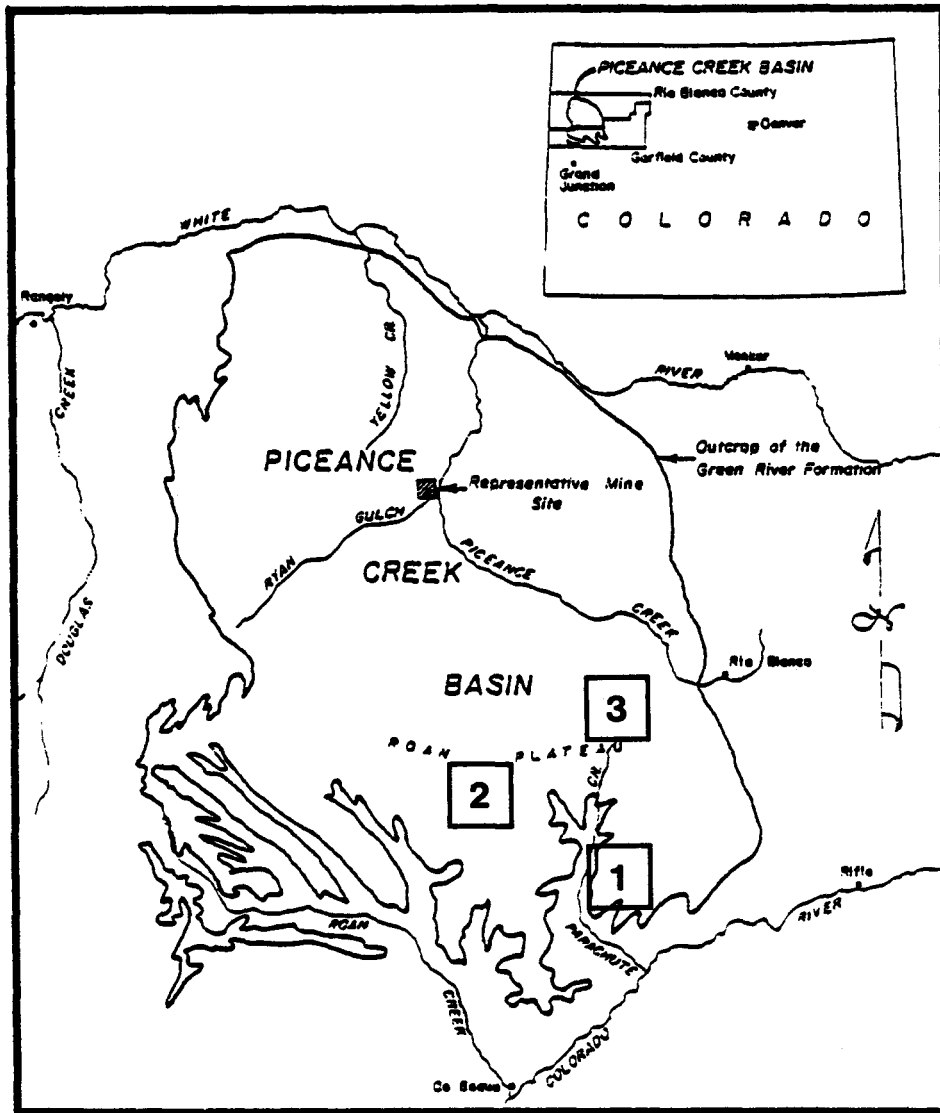 PICEANCE CREEK BASIN
Rio Blanco County
Denver
Garfield County
Grand
Junction
COLORADO
WHITE
Rangely
CREEK
YELLOW CR
RIVER
Meeker
PICEANCE
Outcrop of the
Green River Formation
Representative Mine
Site
GULCH
RYAN
PICEANCE
CREEK
CREEK
DOUGLAS
Rio Blanco
BASIN
3
ROAN PLATEAU
CR
2
1
Rifle
RIVER
ROAN
PARACHUTE
CREEK
COLORADO
De Beque